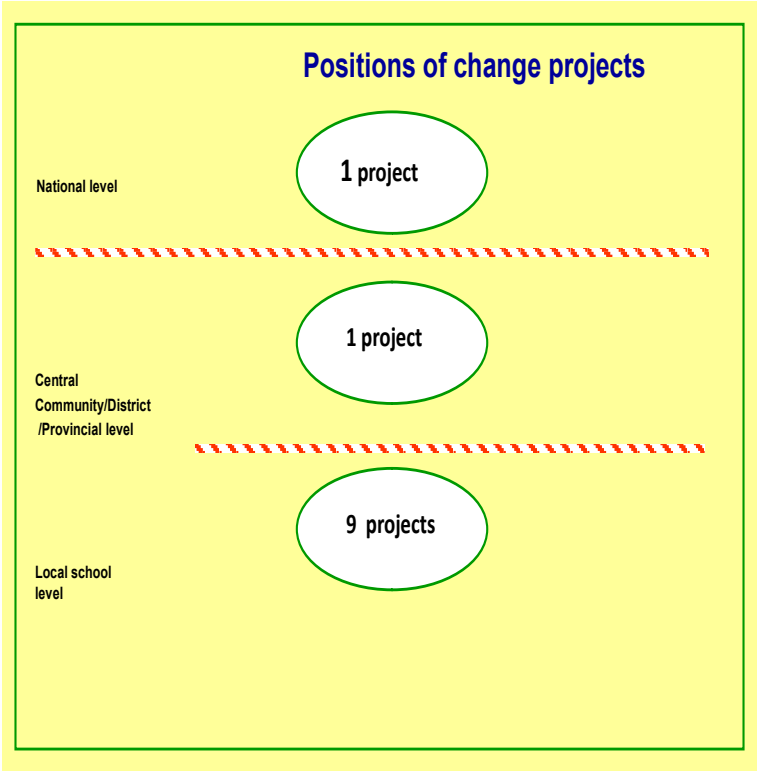 Positions of change projects
1 project
National level
1 project
Central
Community/District
/Provincial level
9 projects
Local school
level